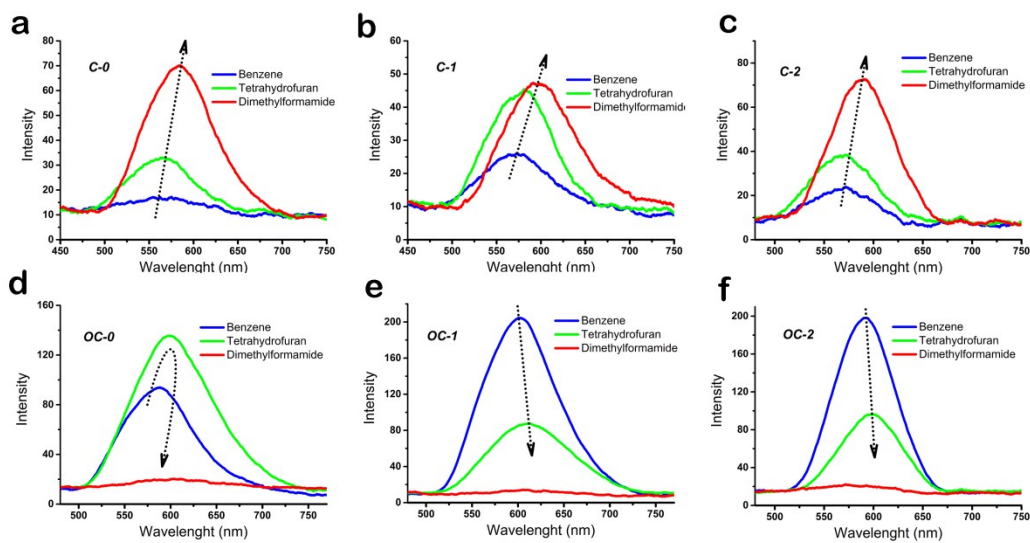 a
C-0
Benzene
Tetrahydrofuran
Dimethylformamide
Intensity
80
70
60
50
40
30
20
10
0
450 500 550 600 650 700 750
Wavelenght (nm)
b
C-1
Benzene
Tetrahydrofuran
Dimethylformamide
Intensity
60
50
40
30
20
10
0
450 500 550 600 650 700 750
Wavelenght (nm)
c
C-2
Benzene
Tetrahydrofuran
Dimethylformamide
Intensity
80
60
40
20
0
500 550 600 650 700 750
Wavelenght (nm)
d
OC-0
Benzene
Tetrahydrofuran
Dimethylformamide
Intensity
160
120
80
40
0
500 550 600 650 700 750
Wavelenght (nm)
e
OC-1
Benzene
Tetrahydrofuran
Dimethylformamide
Intensity
200
160
120
80
40
0
500 550 600 650 700 750
Wavelenght (nm)
f
OC-2
Benzene
Tetrahydrofuran
Dimethylformamide
Intensity
200
160
120
80
40
0
500 550 600 650 700 750
Wavelenght (nm)